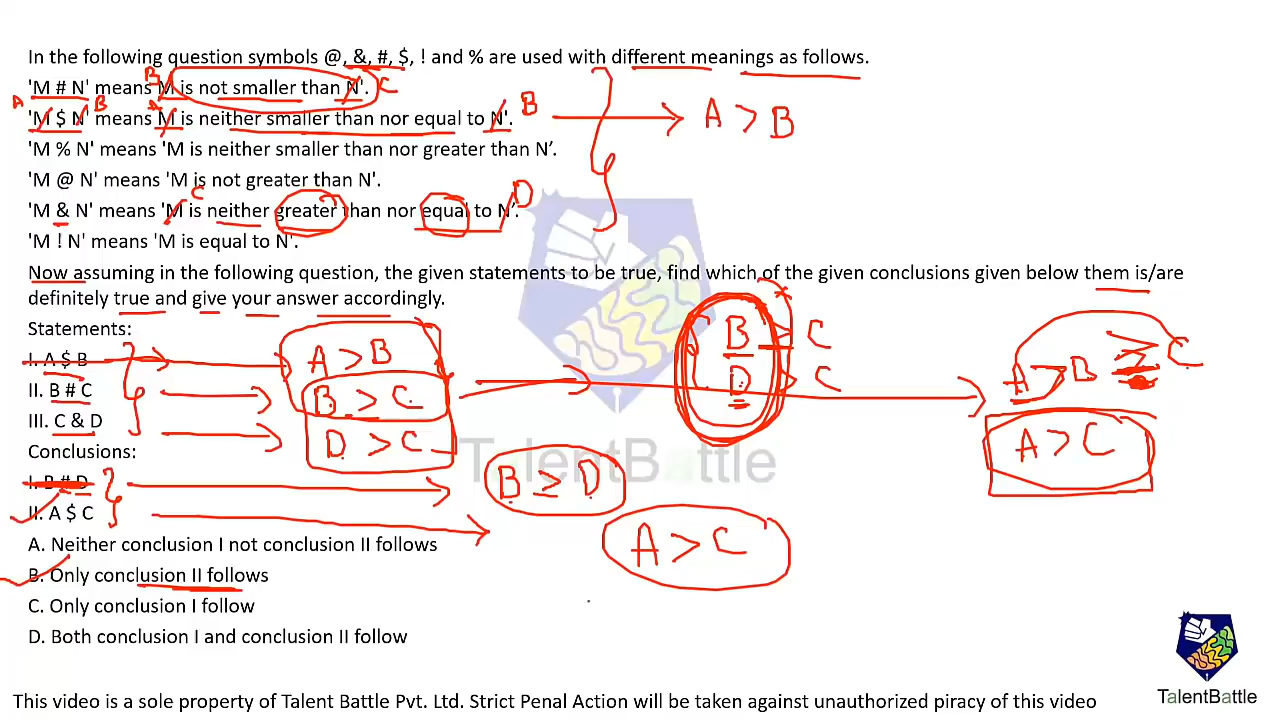 In the following question symbols @, &, #, $, ! and % are used with different meanings as follows.
'M # N' means 'M is not smaller than N'.
B C
'M $ N' means 'M is neither smaller than nor equal to N'.
A B A B
A > B
'M % N' means 'M is neither smaller than nor greater than N'.
'M @ N' means 'M is not greater than N'.
'M & N' means 'M is neither greater than nor equal to N'.
C D
'M ! N' means 'M is equal to N'.
Now assuming in the following question, the given statements to be true, find which of the given conclusions given below them is/are
definitely true and give your answer accordingly.
Statements:
I. A $ B
A > B
B ≥ C
A > B ≥ C
II. B # C
B > C
D > C
III. C & D
D > C
A > C
Conclusions:
TalentBattle
I. B # D
B ≥ D
II. A $ C
A > C
A. Neither conclusion I not conclusion II follows
B. Only conclusion II follows
C. Only conclusion I follow
D. Both conclusion I and conclusion II follow
TalentBattle
This video is a sole property of Talent Battle Pvt. Ltd. Strict Penal Action will be taken against unauthorized piracy of this video